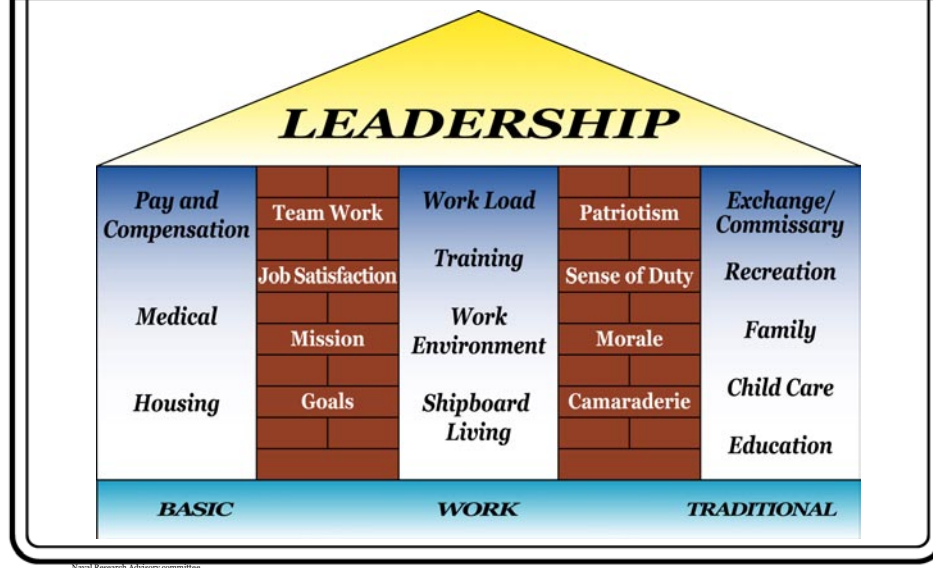 LEADERSHIP
Pay and
Compensation
Medical
Housing
Team Work
Job Satisfaction
Mission
Goals
Work Load
Training
Work
Environment
Shipboard
Living
Patriotism
Sense of Duty
Morale
Camaraderie
Exchange/
Commissary
Recreation
Family
Child Care
Education
BASIC
WORK
TRADITIONAL
Naval Research Advisory committee